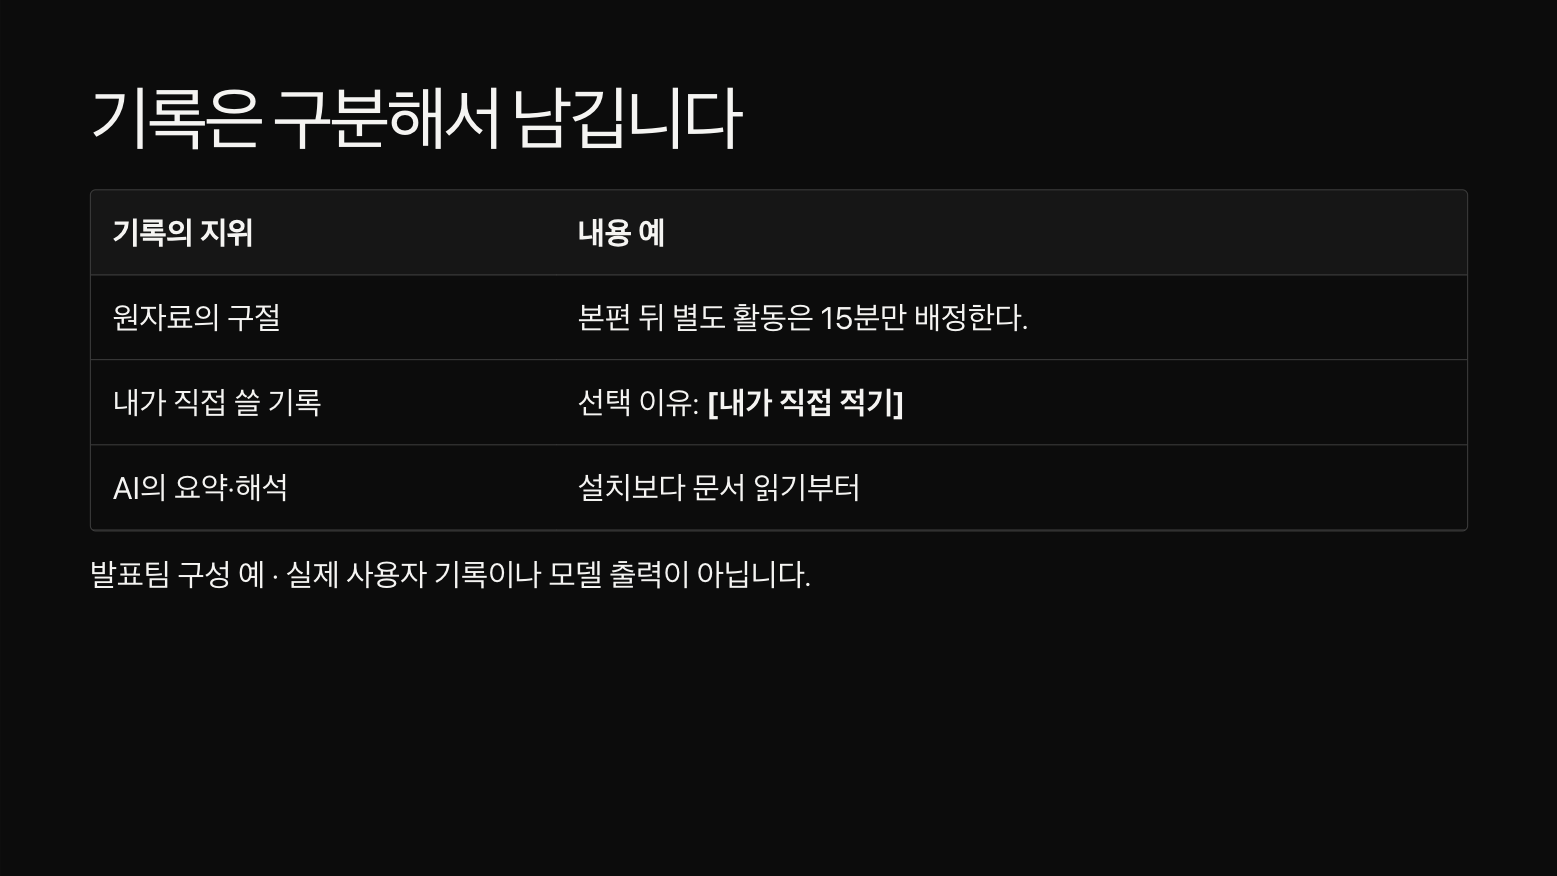 기록은 구분해서 남깁니다
기록의 지위 내용 예
원자료의 구절 본편 뒤 별도 활동은 15분만 배정한다.
내가 직접 쓸 기록 선택 이유: [내가 직접 적기]
AI의 요약·해석 설치보다 문서 읽기부터
발표팀 구성 예 · 실제 사용자 기록이나 모델 출력이 아닙니다.